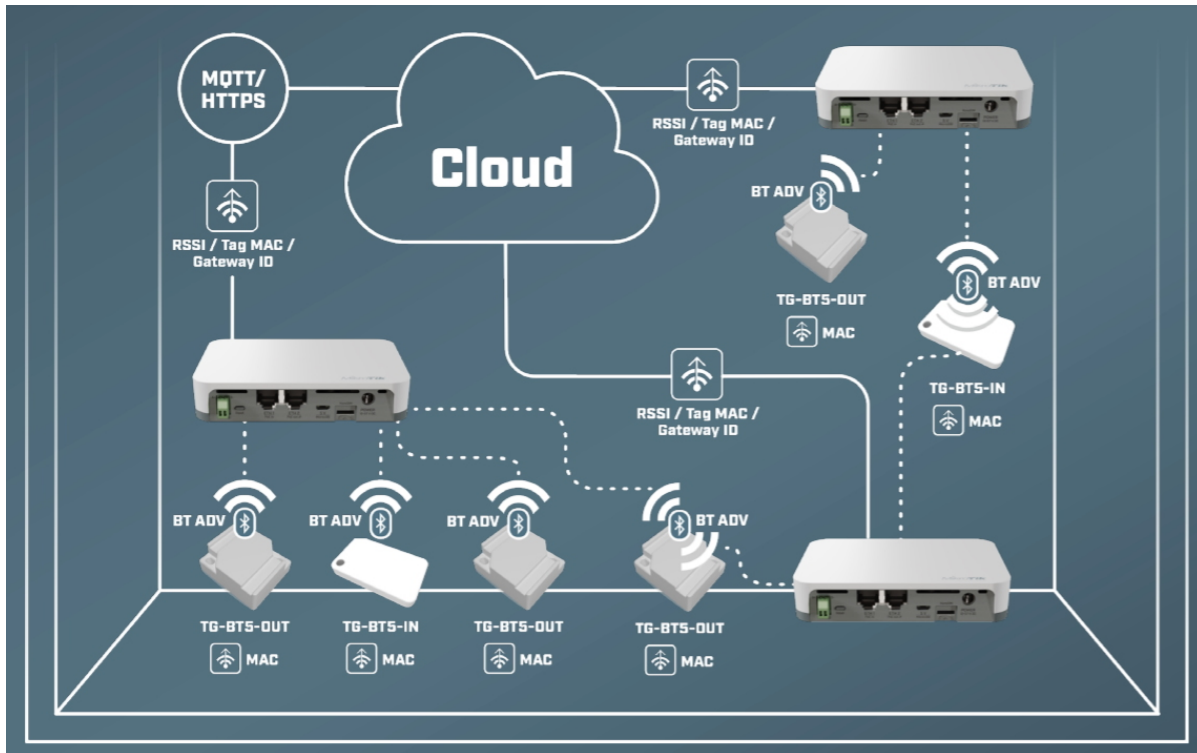 MQTT/
HTTPS
Cloud
RSSI / Tag MAC /
Gateway ID
RSSI / Tag MAC /
Gateway ID
BT ADV
TG-BT5-OUT
MAC
BT ADV
TG-BT5-IN
MAC
RSSI / Tag MAC /
Gateway ID
BT ADV
TG-BT5-OUT
MAC
BT ADV
TG-BT5-IN
MAC
BT ADV
TG-BT5-OUT
MAC
BT ADV
TG-BT5-OUT
MAC